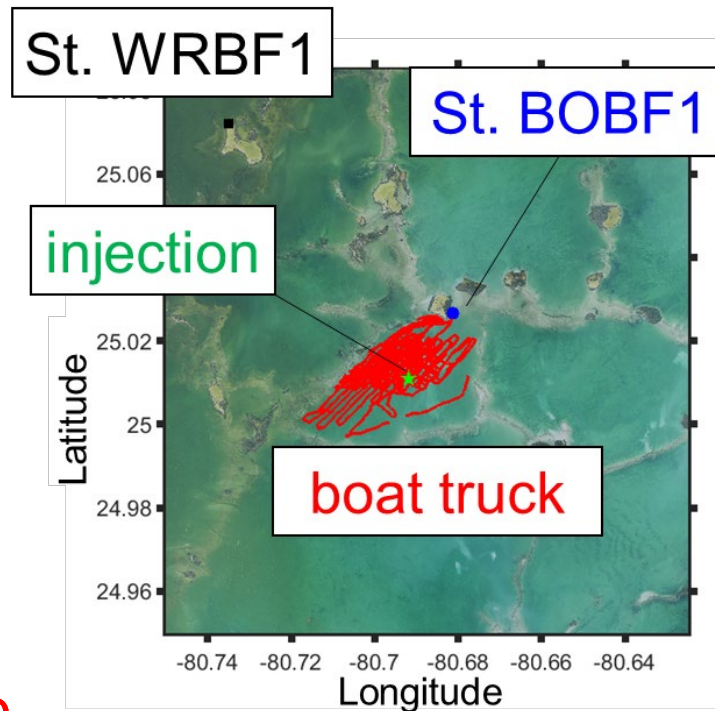 St. WRBF1
St. BOBF1
25.06
injection
25.02
25
boat truck
24.98
24.96
Latitude
-80.74 -80.72 -80.7 -80.68 -80.66 -80.64
Longitude